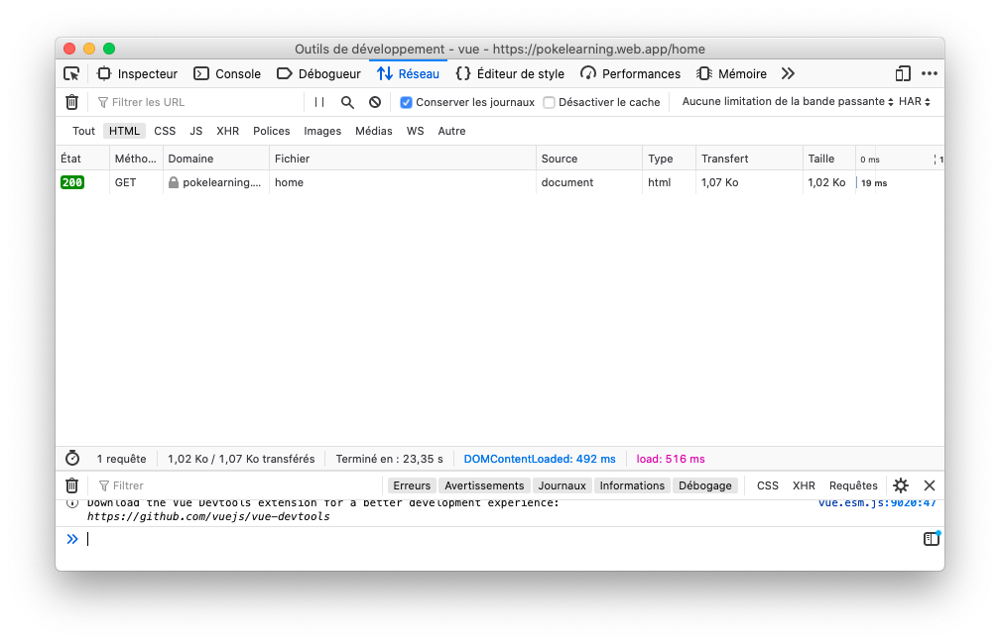 Outils de développement - vue - https://pokelearning.web.app/home
Inspecteur Console Débogueur Réseau Éditeur de style Performances Mémoire
Filtrer les URL Conserver les journaux Désactiver le cache Aucune limitation de la bande passante HAR
Tout HTML CSS JS XHR Polices Images Médias WS Autre
État Métho... Domaine Fichier Source Type Transfert Taille 0 ms 1
200 GET pokelearning.... home document html 1,07 Ko 1,02 Ko 19 ms
1 requête 1,02 Ko / 1,07 Ko transférés Terminé en : 23,35 s DOMContentLoaded: 492 ms load: 516 ms
Filtrer Erreurs Avertissements Journaux Informations Débogage CSS XHR Requêtes
Download the Vue Devtools extension for a better development experience: vue.esm.js:9020:47
https://github.com/vuejs/vue-devtools